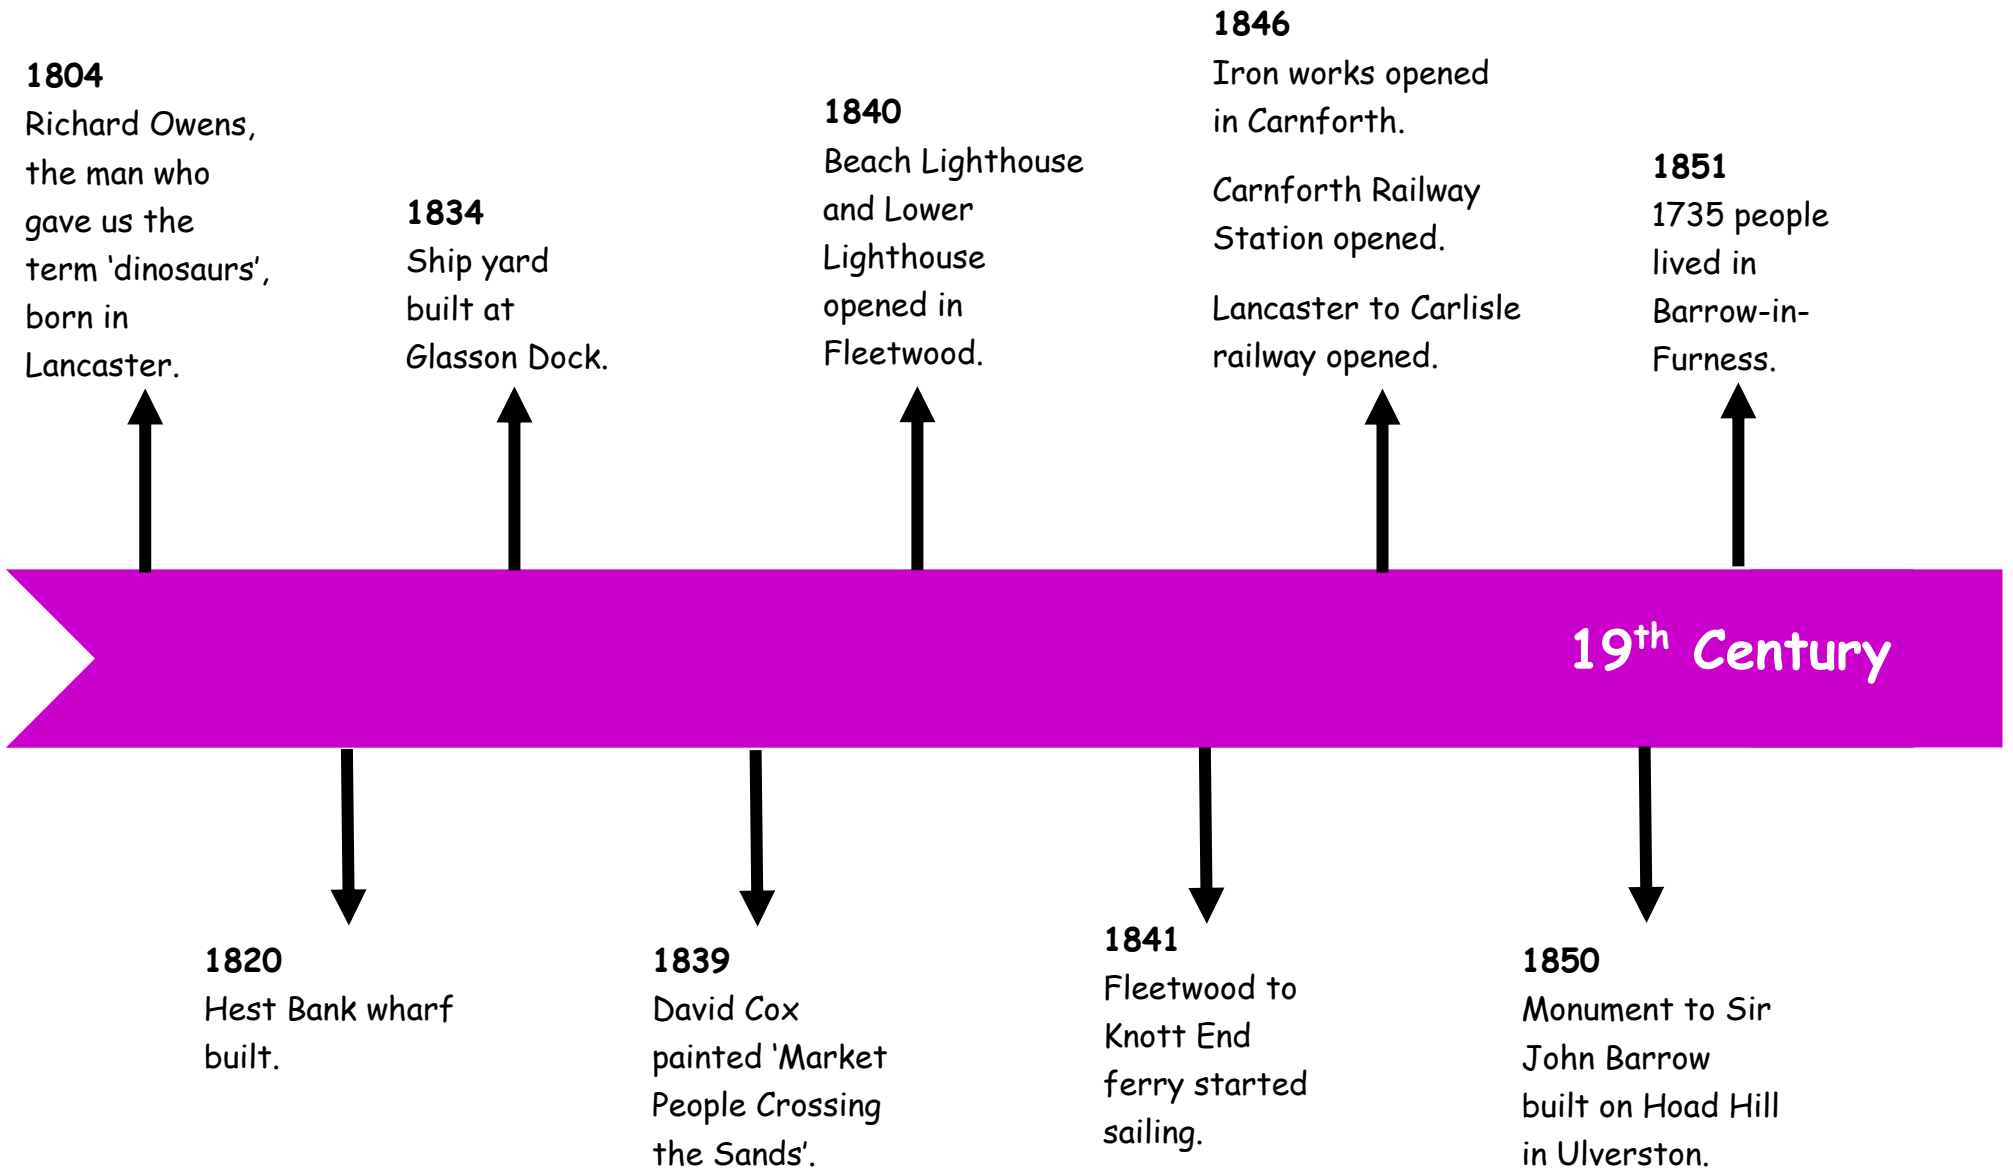 1804
Richard Owens,
the man who
gave us the
term ‘dinosaurs’,
born in
Lancaster.
1834
Ship yard
built at
Glasson Dock.
1840
Beach Lighthouse
and Lower
Lighthouse
opened in
Fleetwood.
1846
Iron works opened
in Carnforth.
Carnforth Railway
Station opened.
Lancaster to Carlisle
railway opened.
1851
1735 people
lived in
Barrow-in-
Furness.
19th Century
1820
Hest Bank wharf
built.
1839
David Cox
painted ‘Market
People Crossing
the Sands’.
1841
Fleetwood to
Knott End
ferry started
sailing.
1850
Monument to Sir
John Barrow
built on Hoad Hill
in Ulverston.